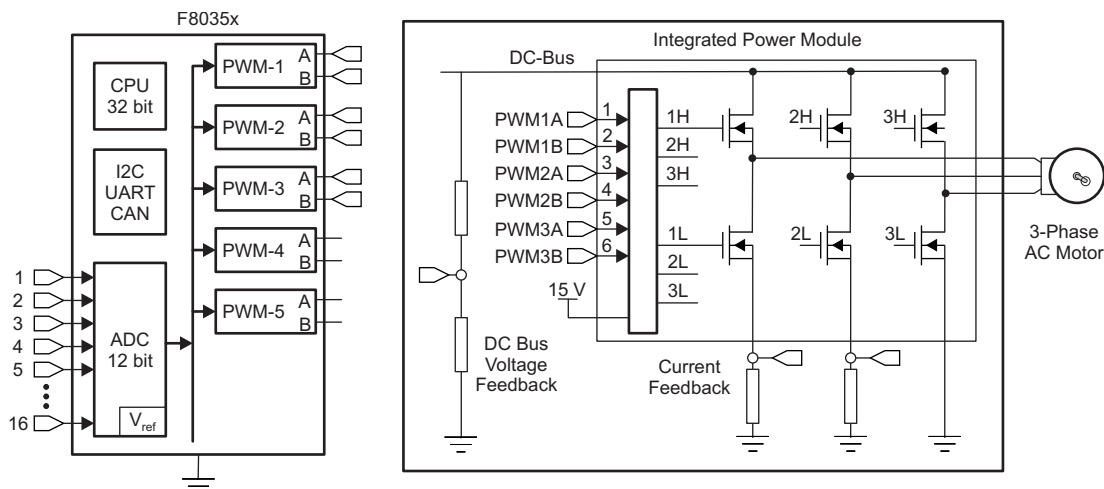 F8035x
CPU
32 bit
I2C
UART
CAN
1
2
3
4
5
16
ADC
12 bit
Vref
PWM-1
A
B
PWM-2
A
B
PWM-3
A
B
PWM-4
A
B
PWM-5
A
B
Integrated Power Module
DC-Bus
PWM1A
PWM1B
PWM2A
PWM2B
PWM3A
PWM3B
1
2
3
4
5
6
15 V
1H
2H
3H
1L
2L
3L
2H
3H
2L
3L
DC Bus
Voltage
Feedback
Current
Feedback
3-Phase
AC Motor